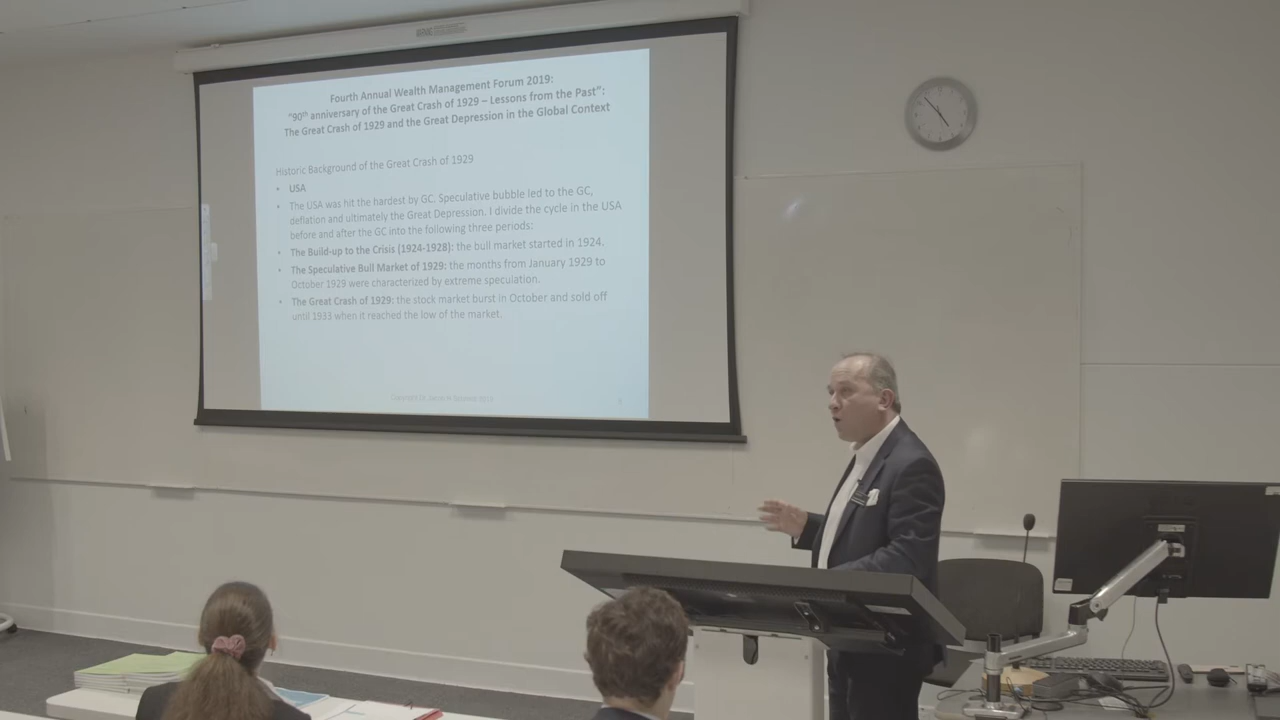 Fourth Annual Wealth Management Forum 2019:
"90th anniversary of the Great Crash of 1929 – Lessons from the Past":
The Great Crash of 1929 and the Great Depression in the Global Context
Historic Background of the Great Crash of 1929
• USA
• The USA was hit the hardest by GC. Speculative bubble led to the GC,
deflation and ultimately the Great Depression. I divide the cycle in the USA
before and after the GC into the following three periods:
• The Build-up to the Crisis (1924-1928): the bull market started in 1924.
• The Speculative Bull Market of 1929: the months from January 1929 to
October 1929 were characterized by extreme speculation.
• The Great Crash of 1929: the stock market burst in October and sold off
until 1933 when it reached the low of the market.